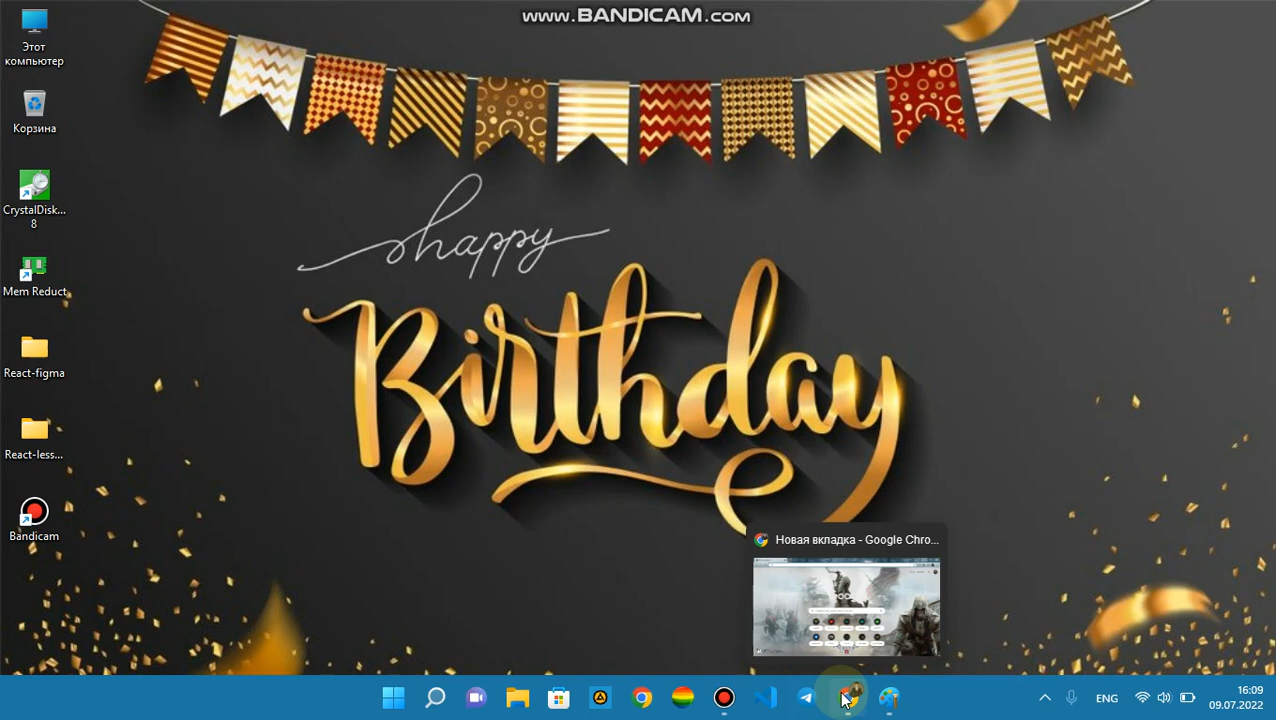 www.BANDICAM.com
Этот
компьютер
Корзина
CrystalDisk...
8
Mem Reduct
React-figma
React-less...
Bandicam
happy
Birthday
Новая вкладка - Google Chro...
ENG
16:09
09.07.2022